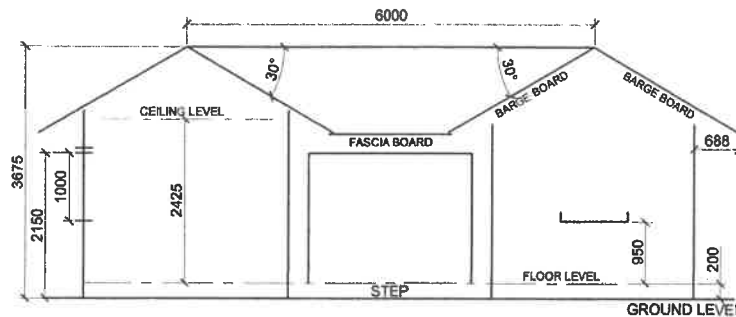 6000
30°
30°
BARGE BOARD
BARGE BOARD
CEILING LEVEL
FASCIA BOARD
688
3675
2150
1000
2425
950
200
FLOOR LEVEL
STEP
GROUND LEVE